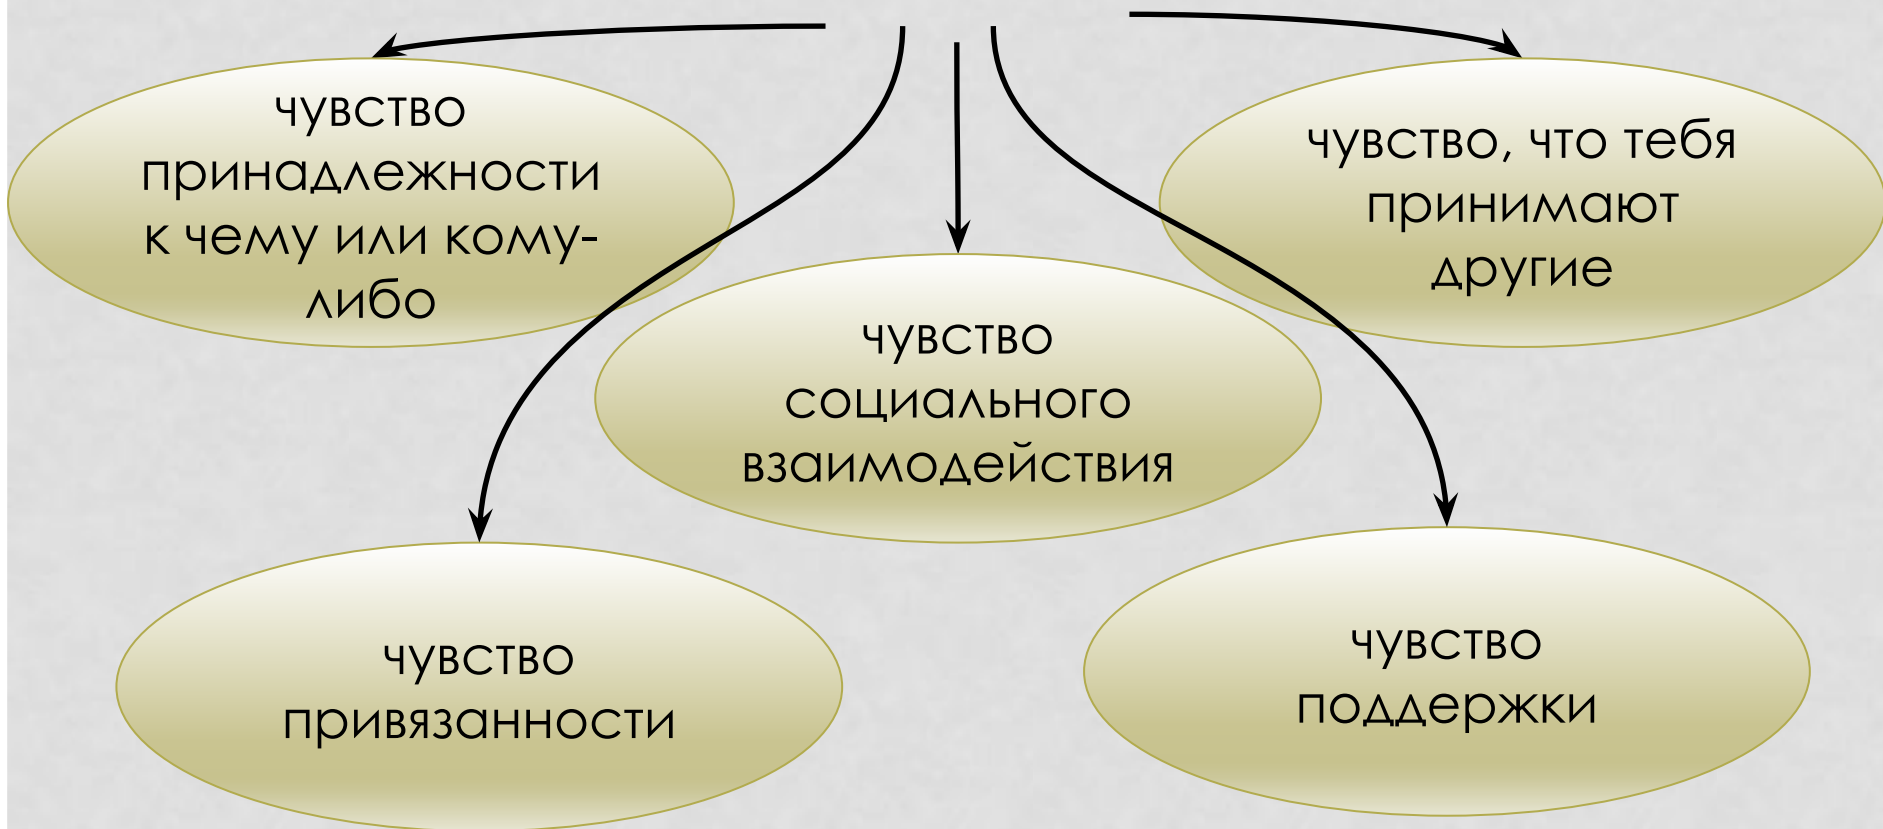 чувство
принадлежности
к чему или кому-
либо
чувство, что тебя
принимают
другие
чувство
социального
взаимодействия
чувство
привязанности
чувство
поддержки